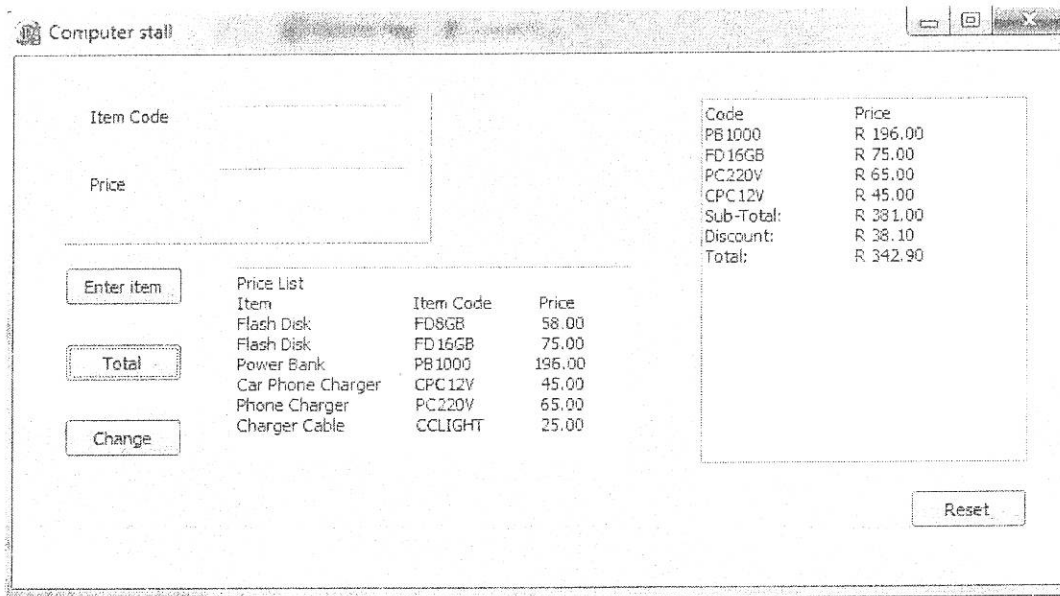 Computer stall
Item Code
Price
Enter item
Total
Change
Price List
Item Item Code Price
Flash Disk FD8GB 58.00
Flash Disk FD16GB 75.00
Power Bank PB1000 196.00
Car Phone Charger CPC12V 45.00
Phone Charger PC220V 65.00
Charger Cable CCLIGHT 25.00
Code Price
PB1000 R 196.00
FD16GB R 75.00
PC220V R 65.00
CPC12V R 45.00
Sub-Total: R 381.00
Discount: R 38.10
Total: R 342.90
Reset